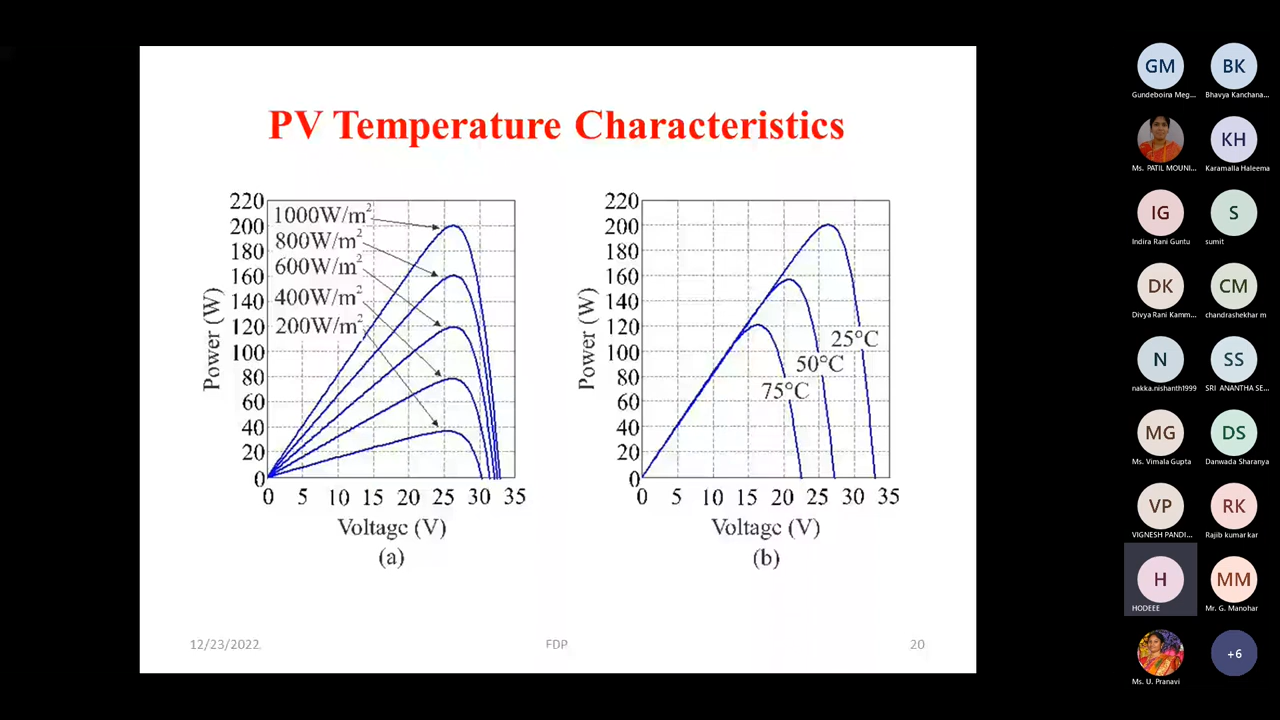 PV Temperature Characteristics
220
200
180
160
140
120
100
80
60
40
20
0
Power (W)
1000W/m²
800W/m²
600W/m²
400W/m²
200W/m²
0 5 10 15 20 25 30 35
Voltage (V)
(a)
220
200
180
160
140
120
100
80
60
40
20
0
Power (W)
25°C
50°C
75°C
0 5 10 15 20 25 30 35
Voltage (V)
(b)
12/23/2022 FDP 20
GM BK
Gundeboina Meg... Bhavya Kanchana...
KH
Ms. PATIL MOUNI... Karamalla Haleema
IG S
Indira Rani Guntu sumit
DK CM
Divya Rani Kamm... chandrashekhar m
N SS
nakka.nishanth1999 SRI ANANTHA SE...
MG DS
Ms. Vimala Gupta Danwada Sharanya
VP RK
VIGNESH PANDI... Rajib kumar kar
H MM
HODEEE Mr. G. Manohar
+6
Ms. U. Pranavi